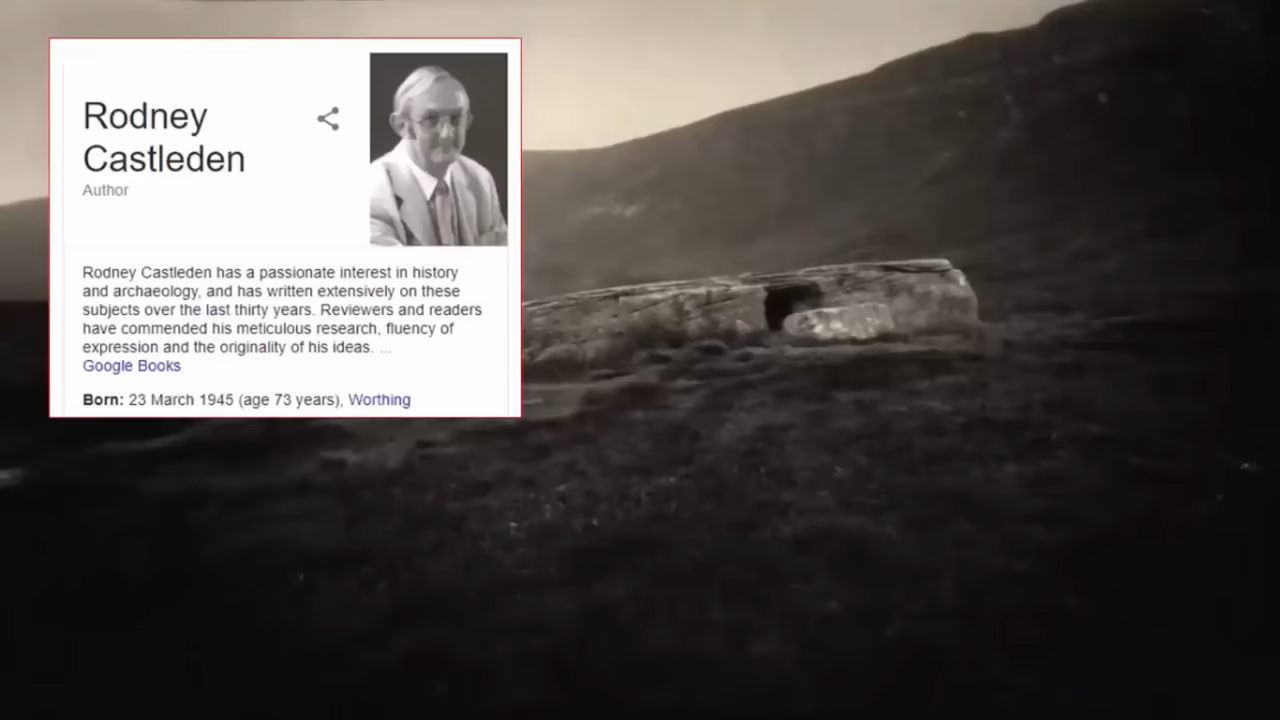 Rodney
Castleden
Author
Rodney Castleden has a passionate interest in history
and archaeology, and has written extensively on these
subjects over the last thirty years. Reviewers and readers
have commended his meticulous research, fluency of
expression and the originality of his ideas. ...
Google Books
Born: 23 March 1945 (age 73 years), Worthing